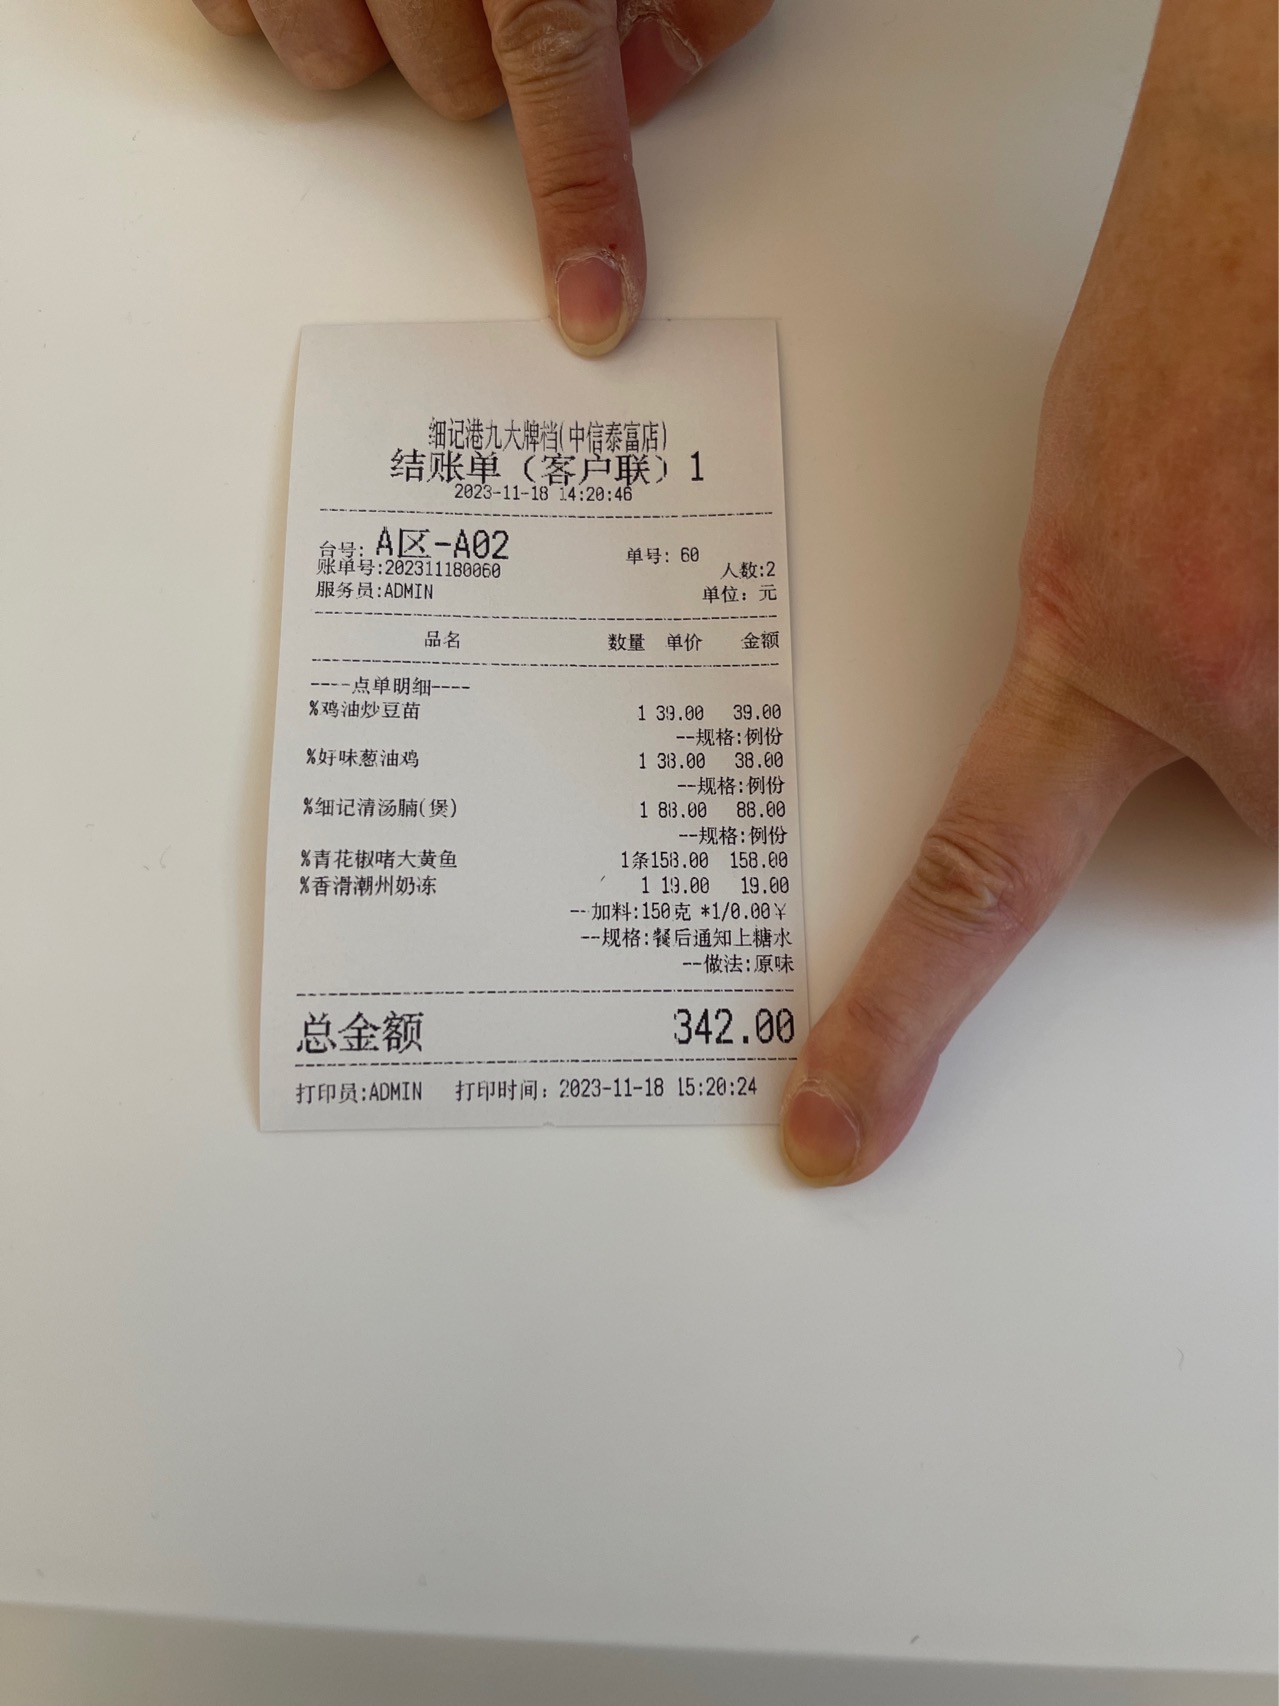 细记港九大牌档(中信泰富店)
结账单（客户联）1
2023-11-18 14:20:46
台号: A区-A02 单号: 60
账单号:202311180060 人数:2
服务员:ADMIN 单位: 元
品名 数量 单价 金额
----点单明细----
%鸡油炒豆苗 1 39.00 39.00
--规格:例份
%好味葱油鸡 1 38.00 38.00
--规格:例份
%细记清汤腩(煲) 1 88.00 88.00
--规格:例份
%青花椒啫大黄鱼 1条158.00 158.00
%香滑潮州奶冻 1 19.00 19.00
--加料:150克 *1/0.00¥
--规格:餐后通知上糖水
--做法:原味
总金额 342.00
打印员:ADMIN 打印时间: 2023-11-18 15:20:24